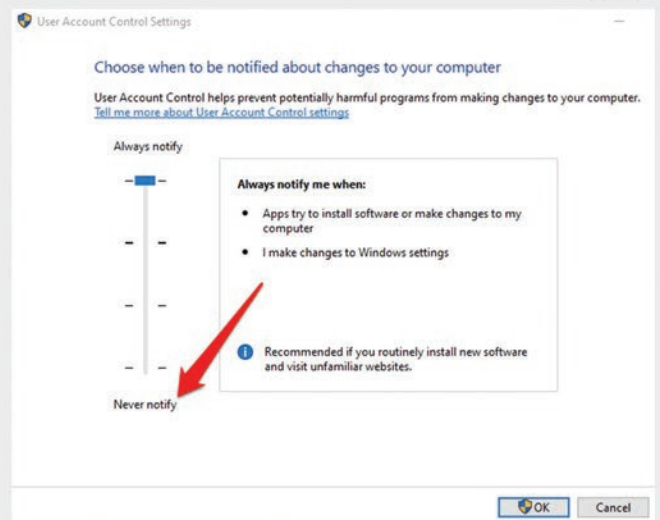 User Account Control Settings
Choose when to be notified about changes to your computer
User Account Control helps prevent potentially harmful programs from making changes to your computer.
Tell me more about User Account Control settings
Always notify
Always notify me when:
Apps try to install software or make changes to my
computer
I make changes to Windows settings
Recommended if you routinely install new software
and visit unfamiliar websites.
Never notify
OK
Cancel